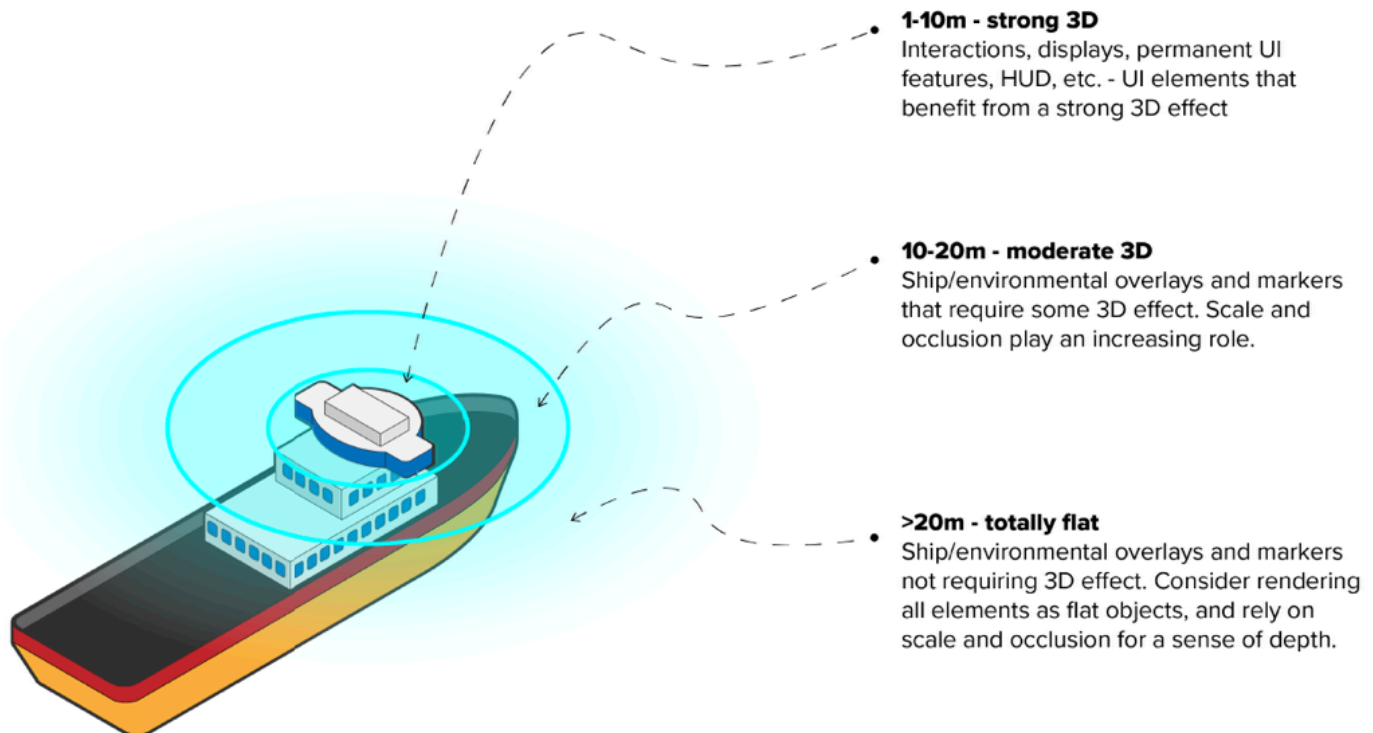 1-10m - strong 3D
Interactions, displays, permanent UI
features, HUD, etc. - UI elements that
benefit from a strong 3D effect
10-20m - moderate 3D
Ship/environmental overlays and markers
that require some 3D effect. Scale and
occlusion play an increasing role.
>20m - totally flat
Ship/environmental overlays and markers
not requiring 3D effect. Consider rendering
all elements as flat objects, and rely on
scale and occlusion for a sense of depth.